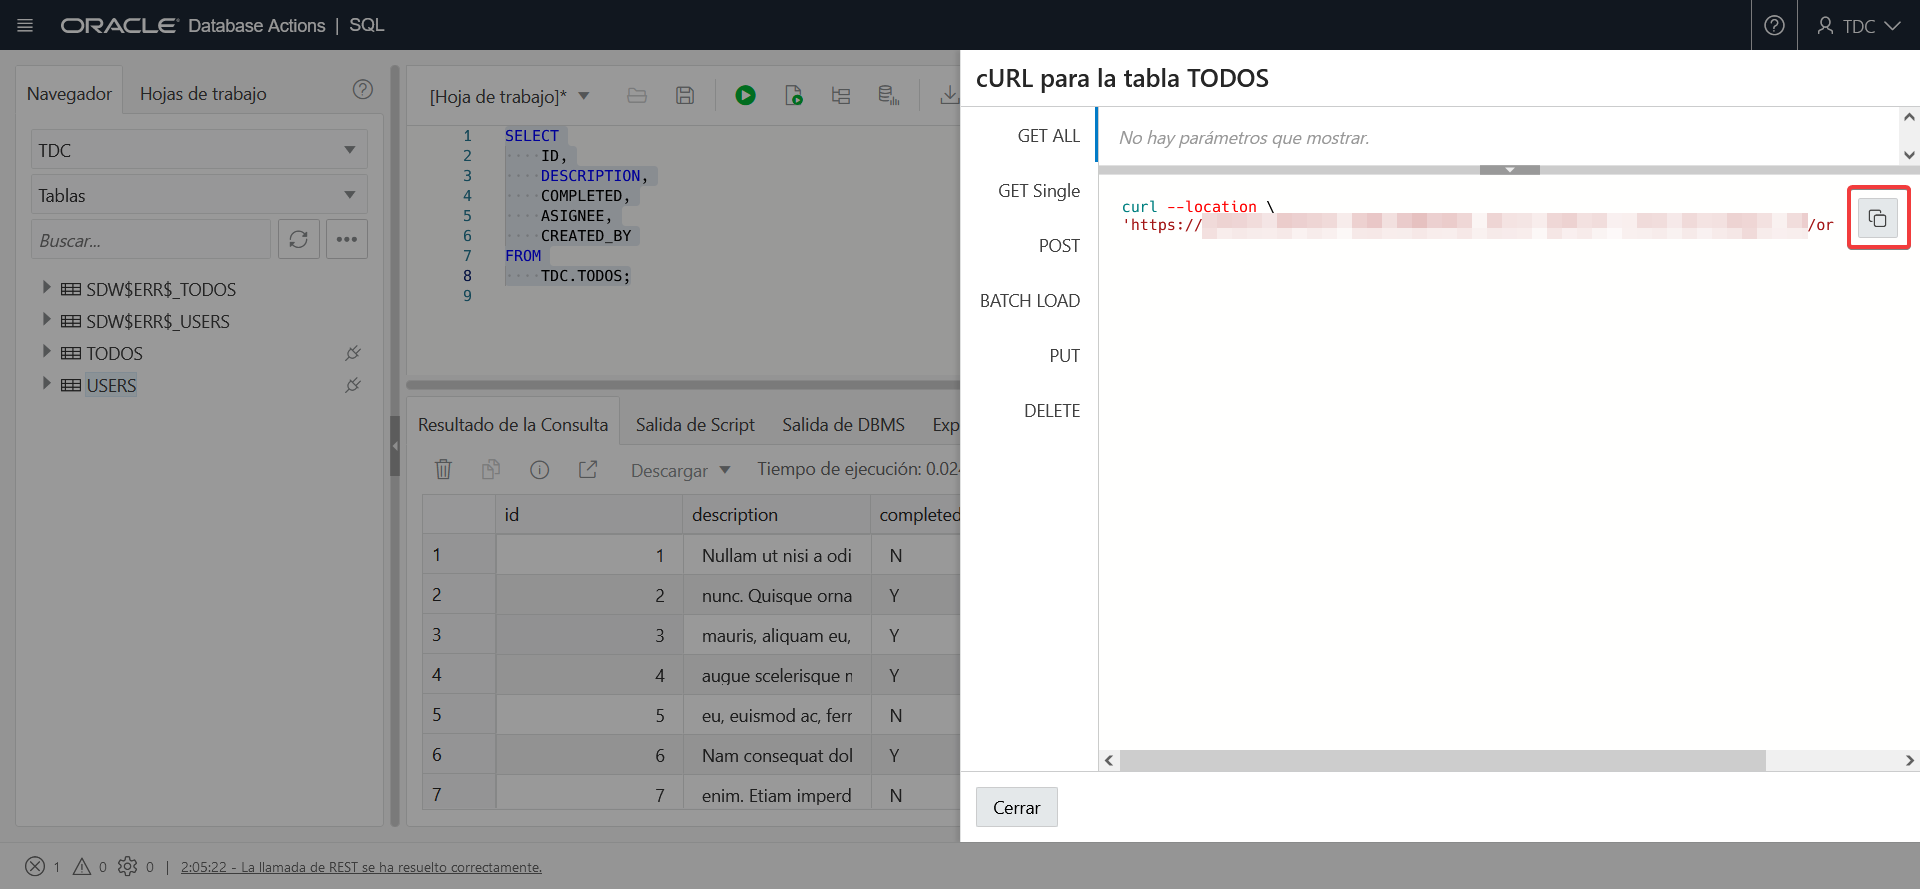 ORACLE Database Actions | SQL
TDC
Navegador
Hojas de trabajo
TDC
Tablas
Buscar...
SDW$ERR$_TODOS
SDW$ERR$_USERS
TODOS
USERS
[Hoja de trabajo]*
1 SELECT
2 ID,
3 DESCRIPTION,
4 COMPLETED,
5 ASIGNEE,
6 CREATED_BY
7 FROM
8 TDC.TODOS;
9
Resultado de la Consulta
Salida de Script
Salida de DBMS
Exp
Descargar
Tiempo de ejecución: 0.02
id description completed
1 1 Nullam ut nisi a odi N
2 2 nunc. Quisque orna Y
3 3 mauris, aliquam eu, Y
4 4 augue scelerisque Y
5 5 eu, euismod ac, ferr N
6 6 Nam consequat dol Y
7 7 enim. Etiam imperd N
cURL para la tabla TODOS
GET ALL
GET Single
POST
BATCH LOAD
PUT
DELETE
No hay parámetros que mostrar.
curl --location \
'https://
/or
Cerrar
1 0 0 | 2:05:22 - La llamada de REST se ha resuelto correctamente.